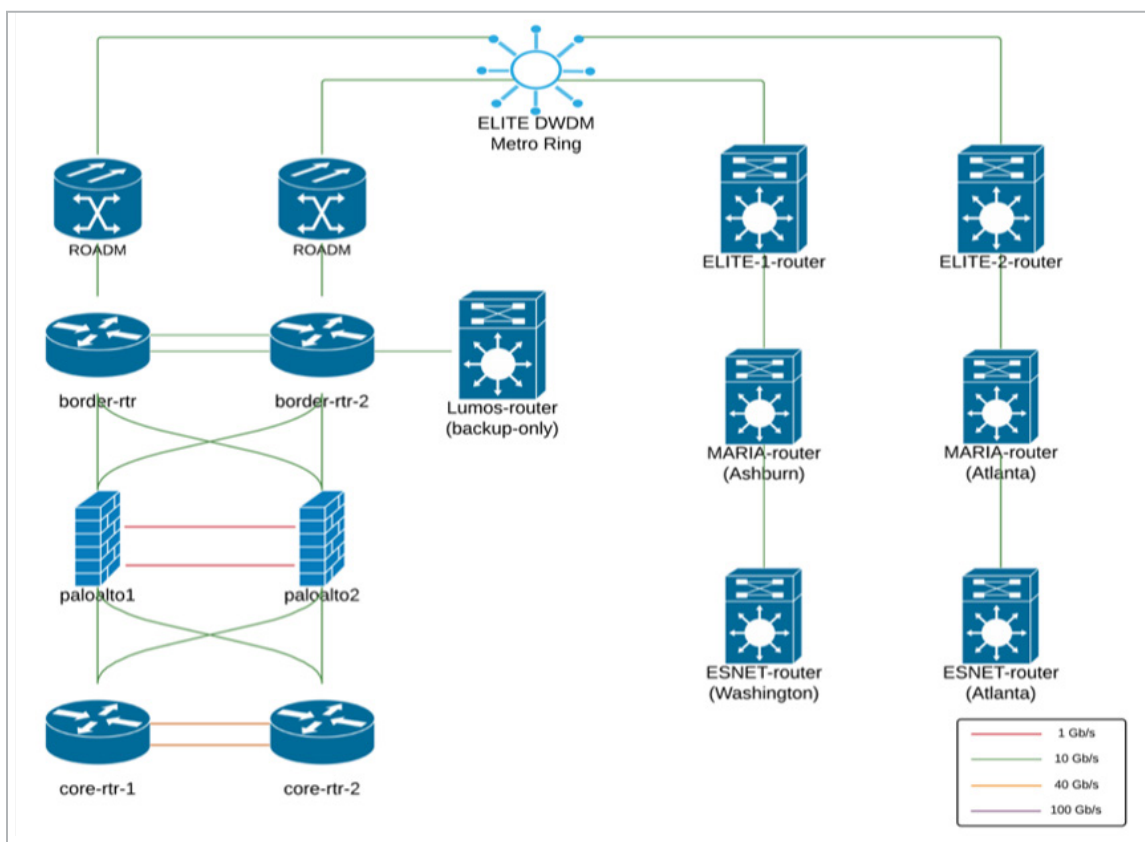 ELITE DWDM
Metro Ring
ROADM
ROADM
ELITE-1-router
ELITE-2-router
border-rtr
border-rtr-2
Lumos-router
(backup-only)
MARIA-router
(Ashburn)
MARIA-router
(Atlanta)
paloalto1
paloalto2
ESNET-router
(Washington)
ESNET-router
(Atlanta)
core-rtr-1
core-rtr-2
1 Gb/s
10 Gb/s
40 Gb/s
100 Gb/s